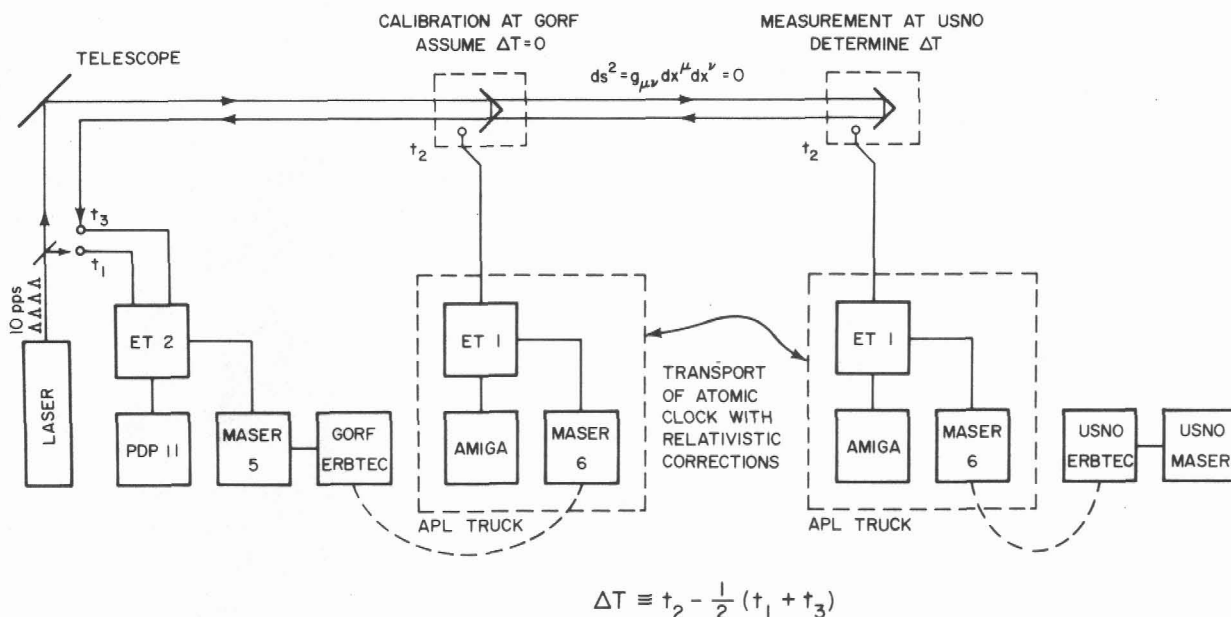 CALIBRATION AT GORF
ASSUME ΔT=0
MEASUREMENT AT USNO
DETERMINE ΔT
TELESCOPE
ds² = g_μν dx^μ dx^ν = 0
t₂
t₂
t₃
t₁
10 pps
LASER
ET 2
PDP 11
MASER
5
GORF
ERBTEC
ET 1
AMIGA
MASER
6
APL TRUCK
TRANSPORT
OF ATOMIC
CLOCK WITH
RELATIVISTIC
CORRECTIONS
ET 1
AMIGA
MASER
6
APL TRUCK
USNO
ERBTEC
USNO
MASER
ΔT ≡ t₂ - 1/2 (t₁ + t₃)